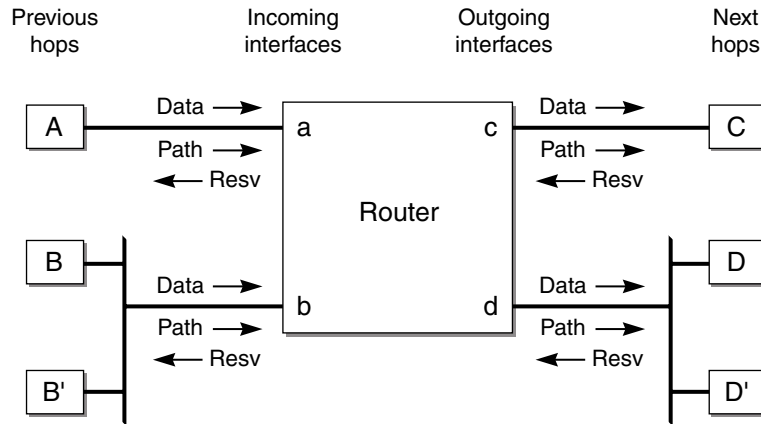 Previous hops
Incoming interfaces
Outgoing interfaces
Next hops
A
Data
Path
Resv
a
c
Data
Path
Resv
C
Router
B
B'
Data
Path
Resv
b
d
Data
Path
Resv
D
D'